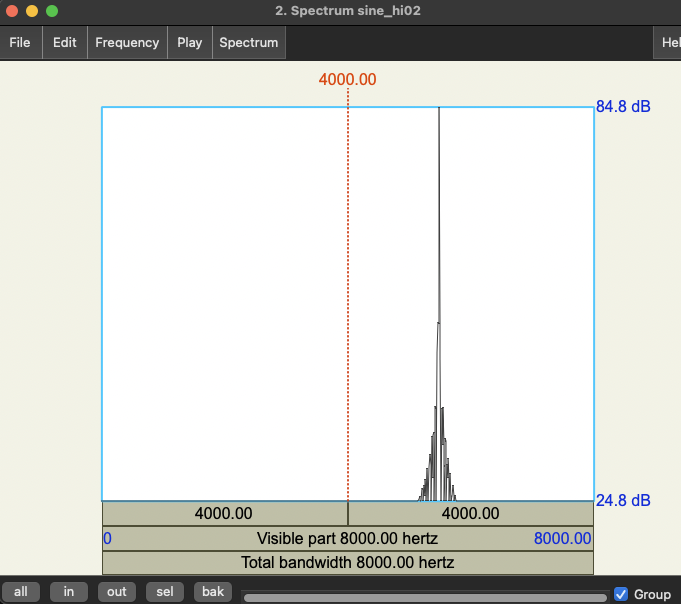 2. Spectrum sine_hi02
File Edit Frequency Play Spectrum Hel
4000.00
84.8 dB
24.8 dB
4000.00 4000.00
0 Visible part 8000.00 hertz 8000.00
Total bandwidth 8000.00 hertz
all in out sel bak Group